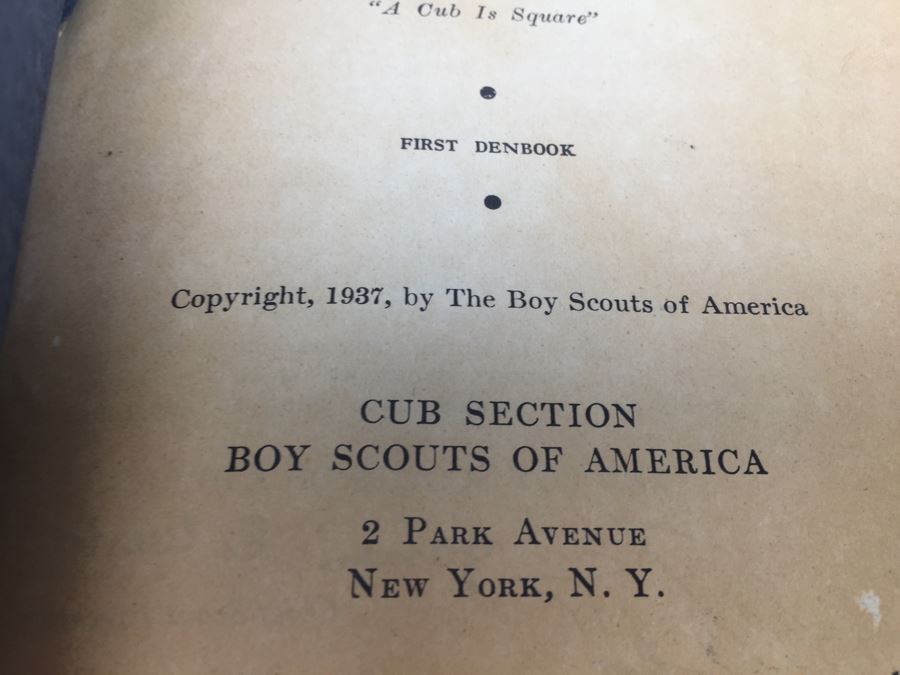 "A Cub Is Square"
FIRST DENBOOK
Copyright, 1937, by The Boy Scouts of America
CUB SECTION
BOY SCOUTS OF AMERICA
2 PARK AVENUE
NEW YORK, N. Y.